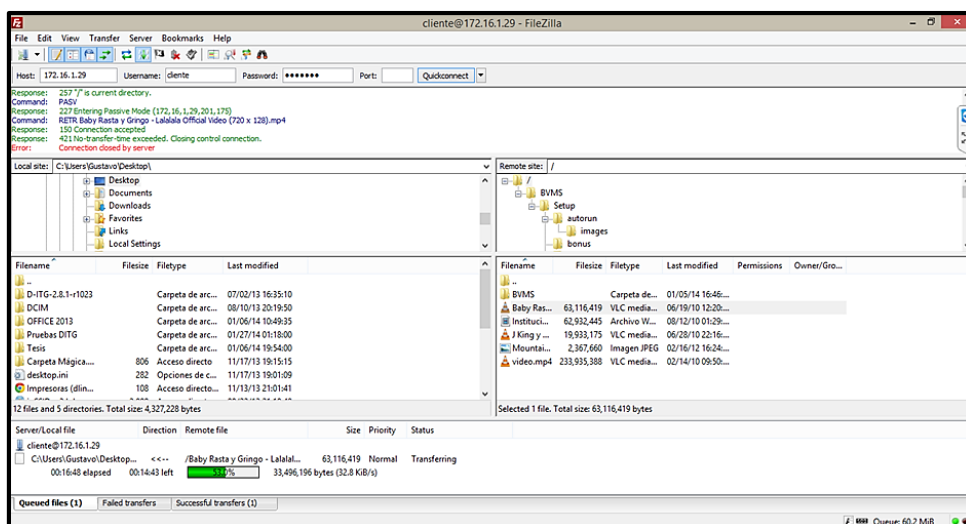 cliente@172.16.1.29 - FileZilla
File Edit View Transfer Server Bookmarks Help
Host: 172.16.1.29 Username: cliente Password: ●●●●●●● Port: Quickconnect
Response: 257 "/" is current directory.
Command: PASV
Response: 227 Entering Passive Mode (172,16,1,29,201,175)
Command: RETR Baby Rasta y Gringo - Lalalala Official Video (720 x 128).mp4
Response: 150 Connection accepted
Response: 421 No-transfer-time exceeded. Closing control connection.
Error: Connection closed by server
Local site: C:\Users\Gustavo\Desktop\
Desktop
Documents
Downloads
Favorites
Links
Local Settings
Remote site: /
/
BVMS
Setup
autorun
images
bonus
Filename Filesize Filetype Last modified
..
D-ITG-2.8.1-r1023 Carpeta de arc... 07/02/13 16:35:10
DCIM Carpeta de arc... 08/10/13 20:19:50
OFFICE 2013 Carpeta de arc... 01/06/14 10:49:35
Pruebas DITG Carpeta de arc... 01/27/14 01:18:00
Tesis Carpeta de arc... 01/06/14 19:54:00
Carpeta Mágica.... 806 Acceso directo 11/17/13 19:15:15
desktop.ini 282 Opciones de c... 11/17/13 19:01:09
Impresoras (dlin... 108 Acceso directo... 11/13/13 21:01:41
12 files and 5 directories. Total size: 4,327,228 bytes
Filename Filesize Filetype Last modified Permissions Owner/Gro...
..
BVMS Carpeta de... 01/05/14 16:46:...
Baby Ras... 63,116,419 VLC media... 06/19/10 12:20:...
Instituci... 62,932,445 Archivo W... 08/12/10 01:29:...
J King y ... 19,933,175 VLC media... 06/28/10 22:16:...
Mountai... 2,367,660 Imagen JPEG 02/16/12 16:24:...
video.mp4 233,935,388 VLC media... 02/14/10 09:50:...
Selected 1 file. Total size: 63,116,419 bytes
Server/Local file Direction Remote file Size Priority Status
cliente@172.16.1.29
C:\Users\Gustavo\Desktop... <<-- /Baby Rasta y Gringo - Lalalal... 63,116,419 Normal Transferring
00:16:48 elapsed 00:14:43 left 33,496,196 bytes (32.8 KiB/s)
Queued files (1) Failed transfers Successful transfers (1)
Queue: 60.2 MiB